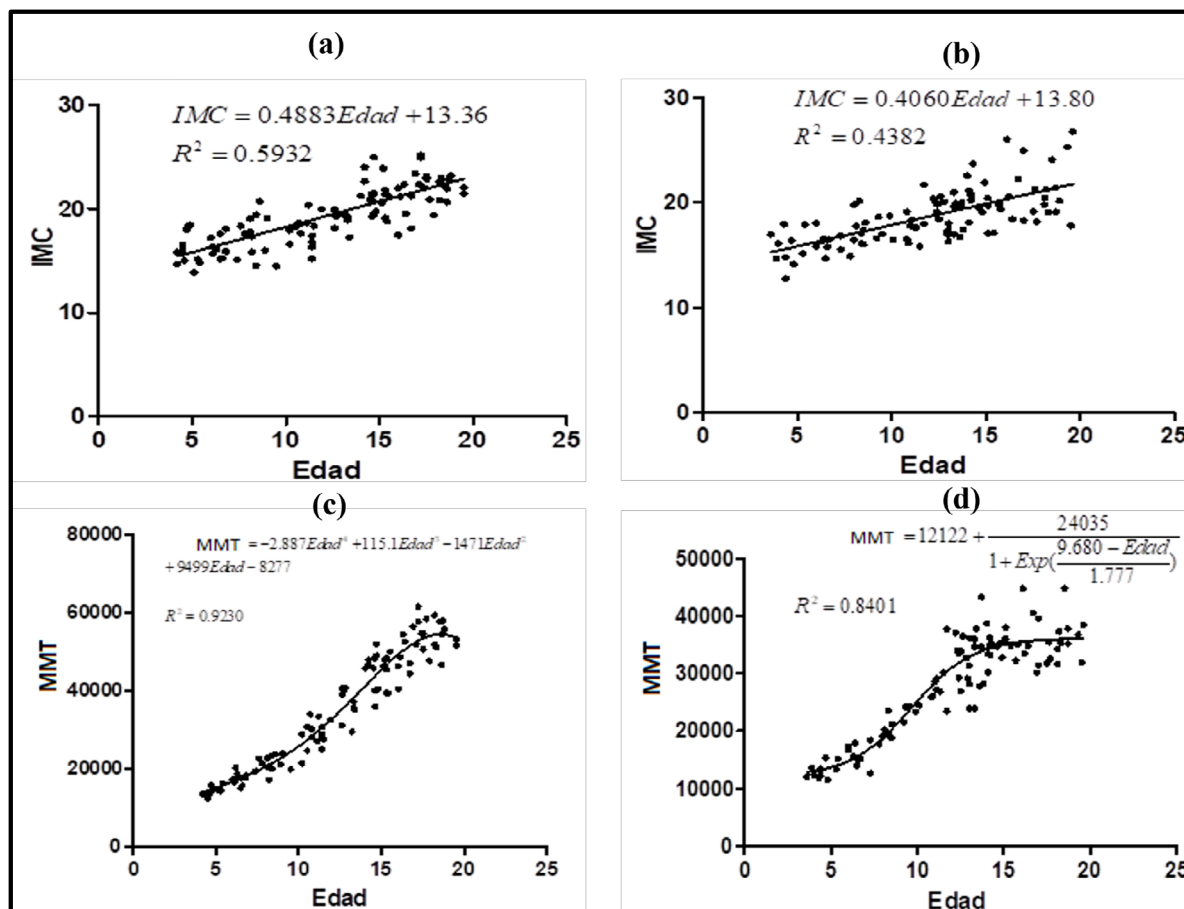 (a)
IMC = 0.4883Edad + 13.36
R² = 0.5932
30
20
10
0
IMC
0 5 10 15 20 25
Edad
(b)
IMC = 0.4060Edad + 13.80
R² = 0.4382
30
20
10
0
IMC
0 5 10 15 20 25
Edad
(c)
MMT = −2.887Edad⁴ + 115.1Edad³ − 1471Edad²
+ 9499Edad − 8277
R² = 0.9230
80000
60000
40000
20000
0
MMT
0 5 10 15 20 25
Edad
(d)
MMT = 12122 + 24035 / 1 + Exp(9.680 − Edad / 1.777)
R² = 0.8401
50000
40000
30000
20000
10000
0
MMT
0 5 10 15 20 25
Edad